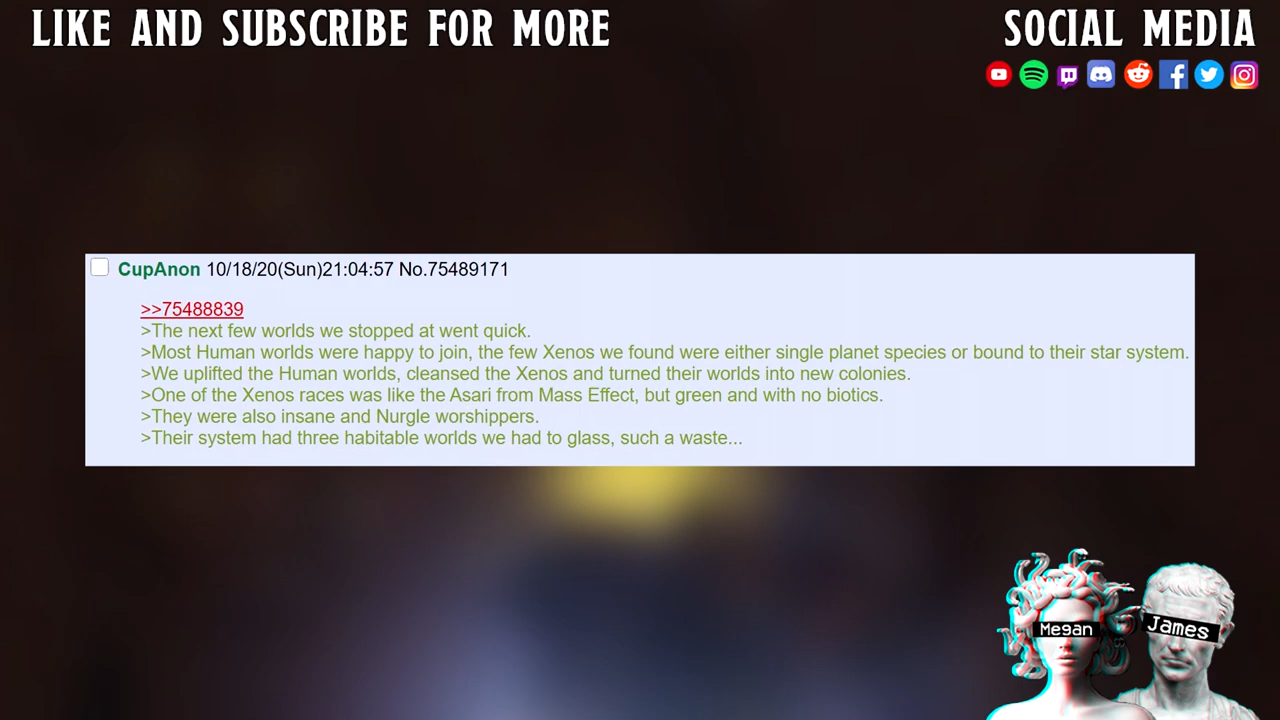 LIKE AND SUBSCRIBE FOR MORE
SOCIAL MEDIA
CupAnon 10/18/20(Sun)21:04:57 No.75489171
>>75488839
>The next few worlds we stopped at went quick.
>Most Human worlds were happy to join, the few Xenos we found were either single planet species or bound to their star system.
>We uplifted the Human worlds, cleansed the Xenos and turned their worlds into new colonies.
>One of the Xenos races was like the Asari from Mass Effect, but green and with no biotics.
>They were also insane and Nurgle worshippers.
>Their system had three habitable worlds we had to glass, such a waste...
Megan
James